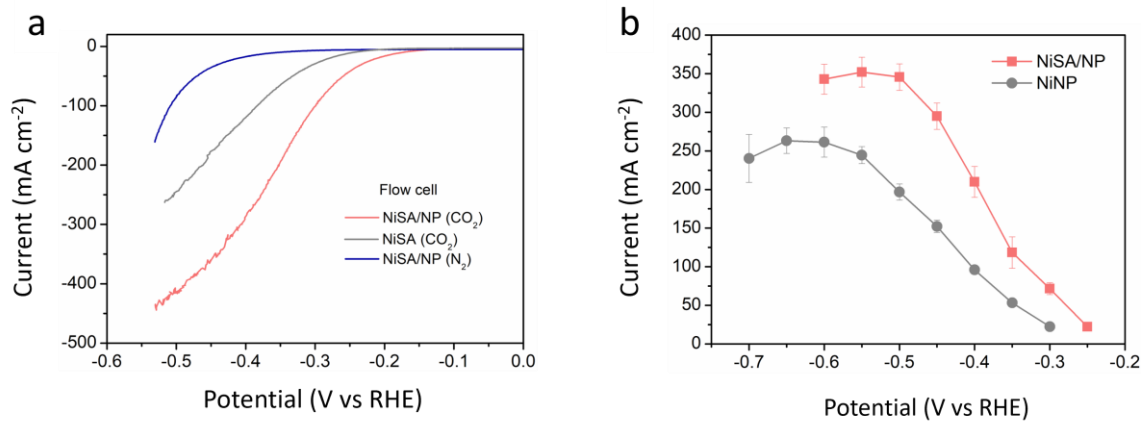 a
0
-100
-200
-300
-400
-500
-0.6 -0.5 -0.4 -0.3 -0.2 -0.1 0.0
Current (mA cm-2)
Potential (V vs RHE)
Flow cell
NiSA/NP (CO2)
NiSA (CO2)
NiSA/NP (N2)
b
400
350
300
250
200
150
100
50
0
-0.7 -0.6 -0.5 -0.4 -0.3 -0.2
Current (mA cm-2)
Potential (V vs RHE)
NiSA/NP
NiNP